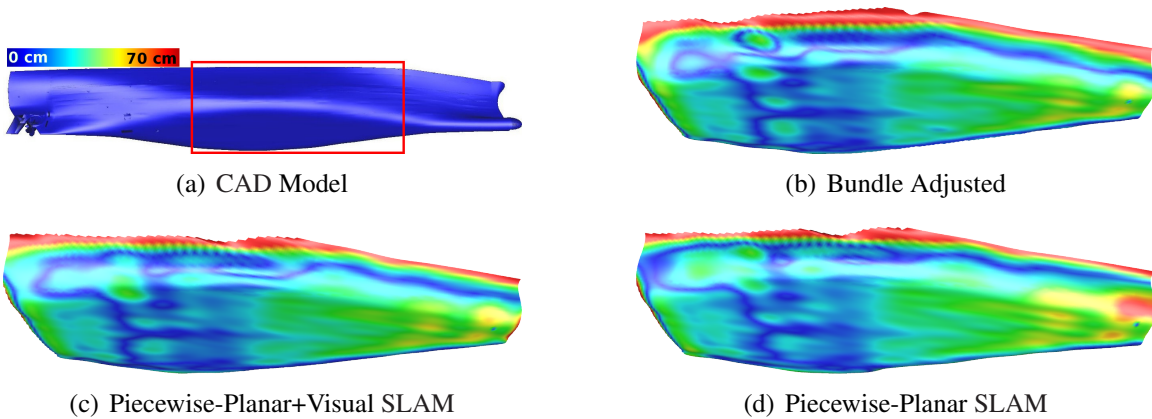 0 cm 70 cm
(a) CAD Model
(b) Bundle Adjusted
(c) Piecewise-Planar+Visual SLAM
(d) Piecewise-Planar SLAM